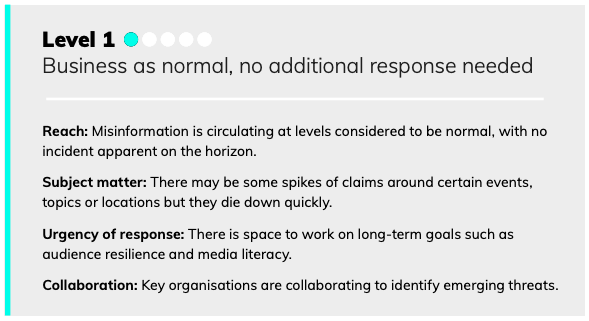 Level 1
Business as normal, no additional response needed
Reach: Misinformation is circulating at levels considered to be normal, with no
incident apparent on the horizon.
Subject matter: There may be some spikes of claims around certain events,
topics or locations but they die down quickly.
Urgency of response: There is space to work on long-term goals such as
audience resilience and media literacy.
Collaboration: Key organisations are collaborating to identify emerging threats.